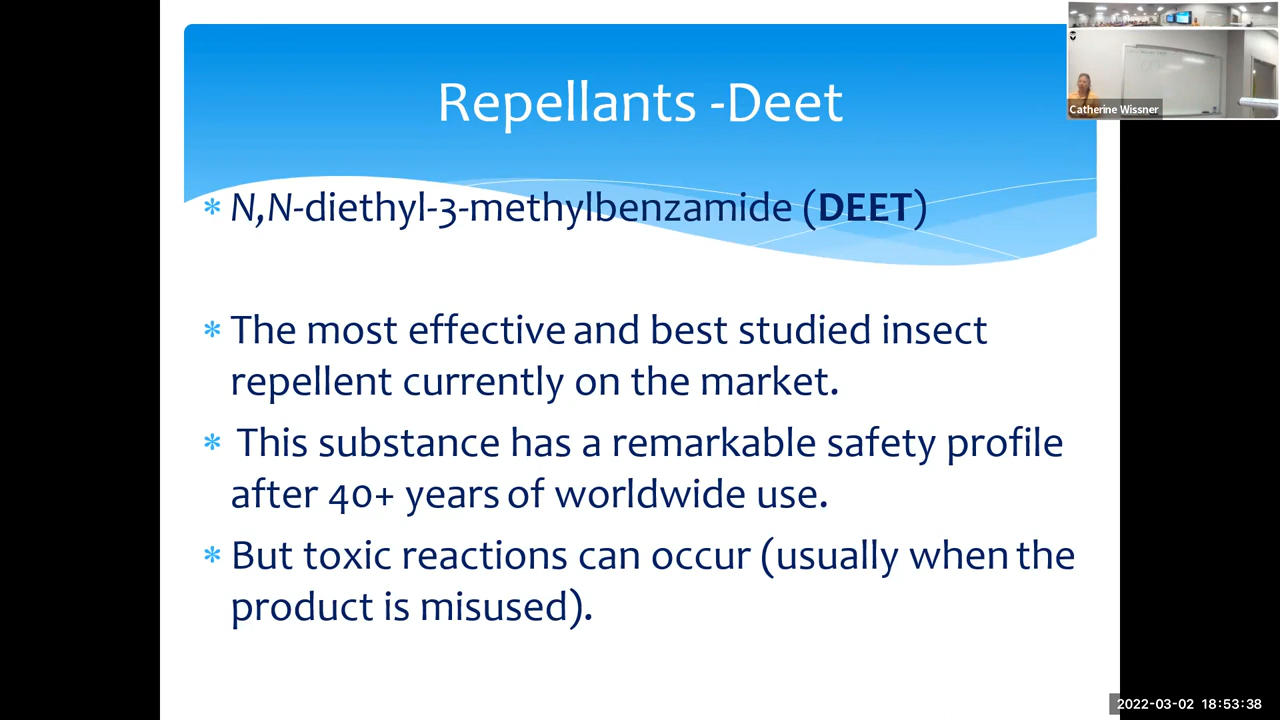 Repellants -Deet
Catherine Wissner
* N,N-diethyl-3-methylbenzamide (DEET)
* The most effective and best studied insect
repellent currently on the market.
* This substance has a remarkable safety profile
after 40+ years of worldwide use.
* But toxic reactions can occur (usually when the
product is misused).
2022-03-02 18:53:38